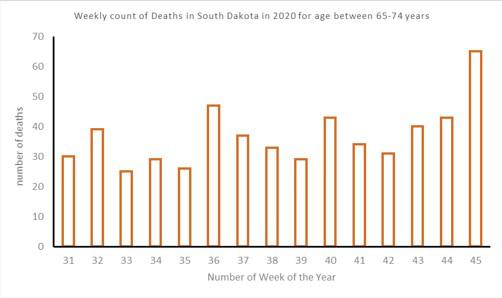 Weekly count of Deaths in South Dakota in 2020 for age between 65-74 years
number of deaths
70
60
50
40
30
20
10
0
31 32 33 34 35 36 37 38 39 40 41 42 43 44 45
Number of Week of the Year